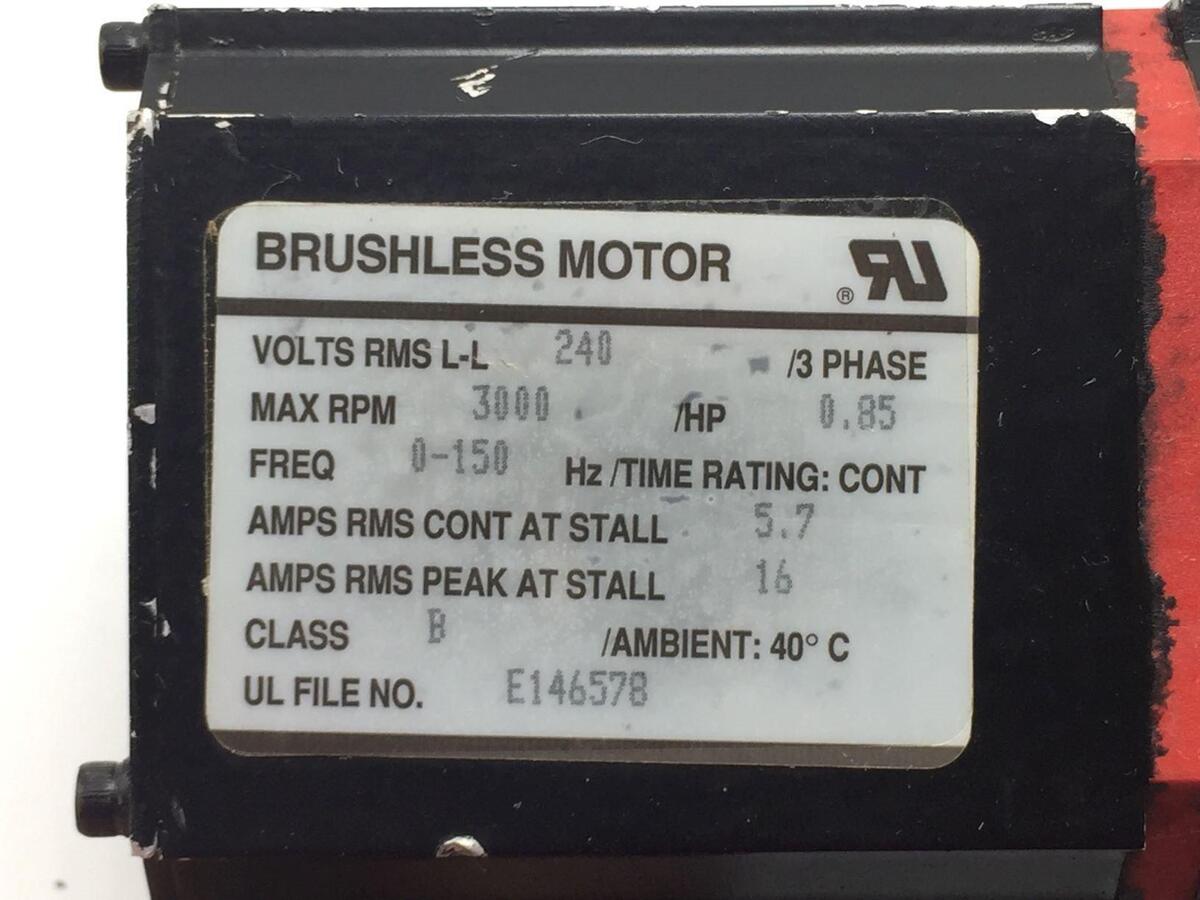 BRUSHLESS MOTOR
RU ®
VOLTS RMS L-L 240 /3 PHASE
MAX RPM 3000 /HP 0.85
FREQ 0-150 Hz /TIME RATING: CONT
AMPS RMS CONT AT STALL 5.7
AMPS RMS PEAK AT STALL 16
CLASS B /AMBIENT: 40° C
UL FILE NO. E146578